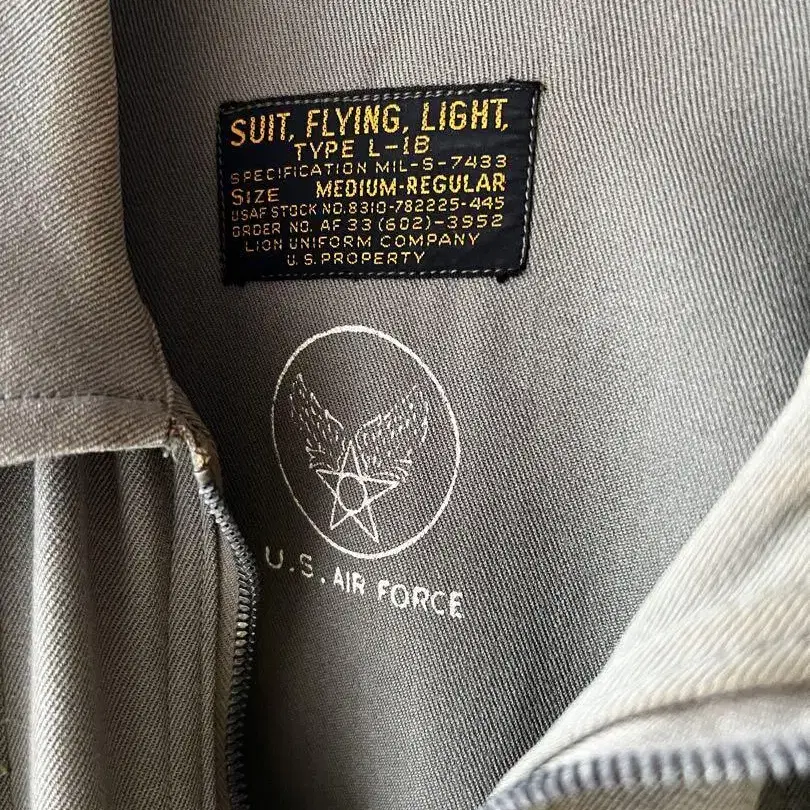 SUIT, FLYING, LIGHT,
TYPE L-1B
SPECIFICATION MIL-S-7433
SIZE MEDIUM-REGULAR
USAF STOCK NO. 8310-782225-445
ORDER NO. AF 33 (602)-3952
LION UNIFORM COMPANY
U.S. PROPERTY
U.S. AIR FORCE